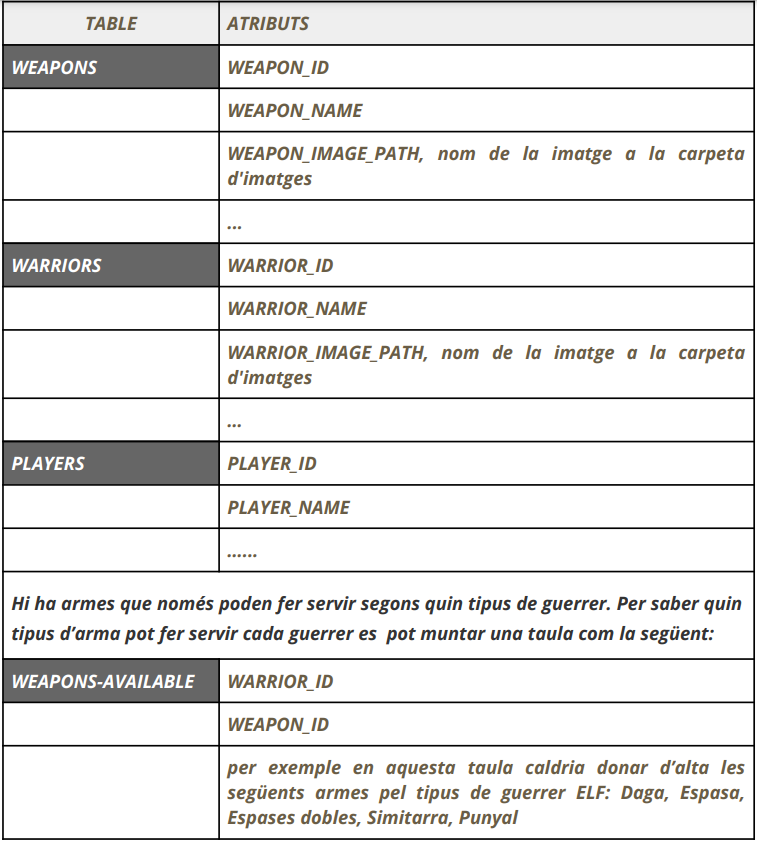 TABLE ATRIBUTS
WEAPONS WEAPON_ID
WEAPON_NAME
WEAPON_IMAGE_PATH, nom de la imatge a la carpeta
d'imatges
...
WARRIORS WARRIOR_ID
WARRIOR_NAME
WARRIOR_IMAGE_PATH, nom de la imatge a la carpeta
d'imatges
...
PLAYERS PLAYER_ID
PLAYER_NAME
......
Hi ha armes que només poden fer servir segons quin tipus de guerrer. Per saber quin
tipus d’arma pot fer servir cada guerrer es pot muntar una taula com la següent:
WEAPONS-AVAILABLE WARRIOR_ID
WEAPON_ID
per exemple en aquesta taula caldria donar d’alta les
següents armes pel tipus de guerrer ELF: Daga, Espasa,
Espases dobles, Simitarra, Punyal